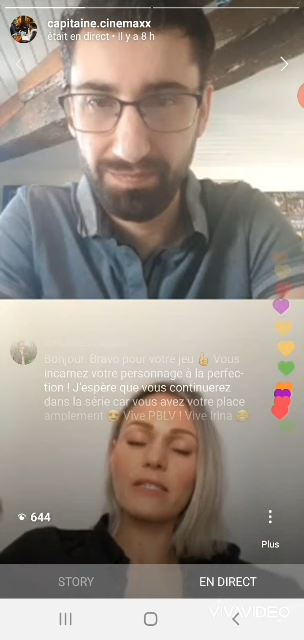 capitaine.cinemaxx
était en direct • Il y a 8 h
Bonjour. Bravo pour votre jeu 👍 Vous
incarnez votre personnage à la perfec-
tion ! J'espère que vous continuerez
dans la série car vous avez votre place
amplement 😍 Vive PBLV ! Vive Irina 😊
644
Plus
STORY
EN DIRECT
VIVAVIDEO